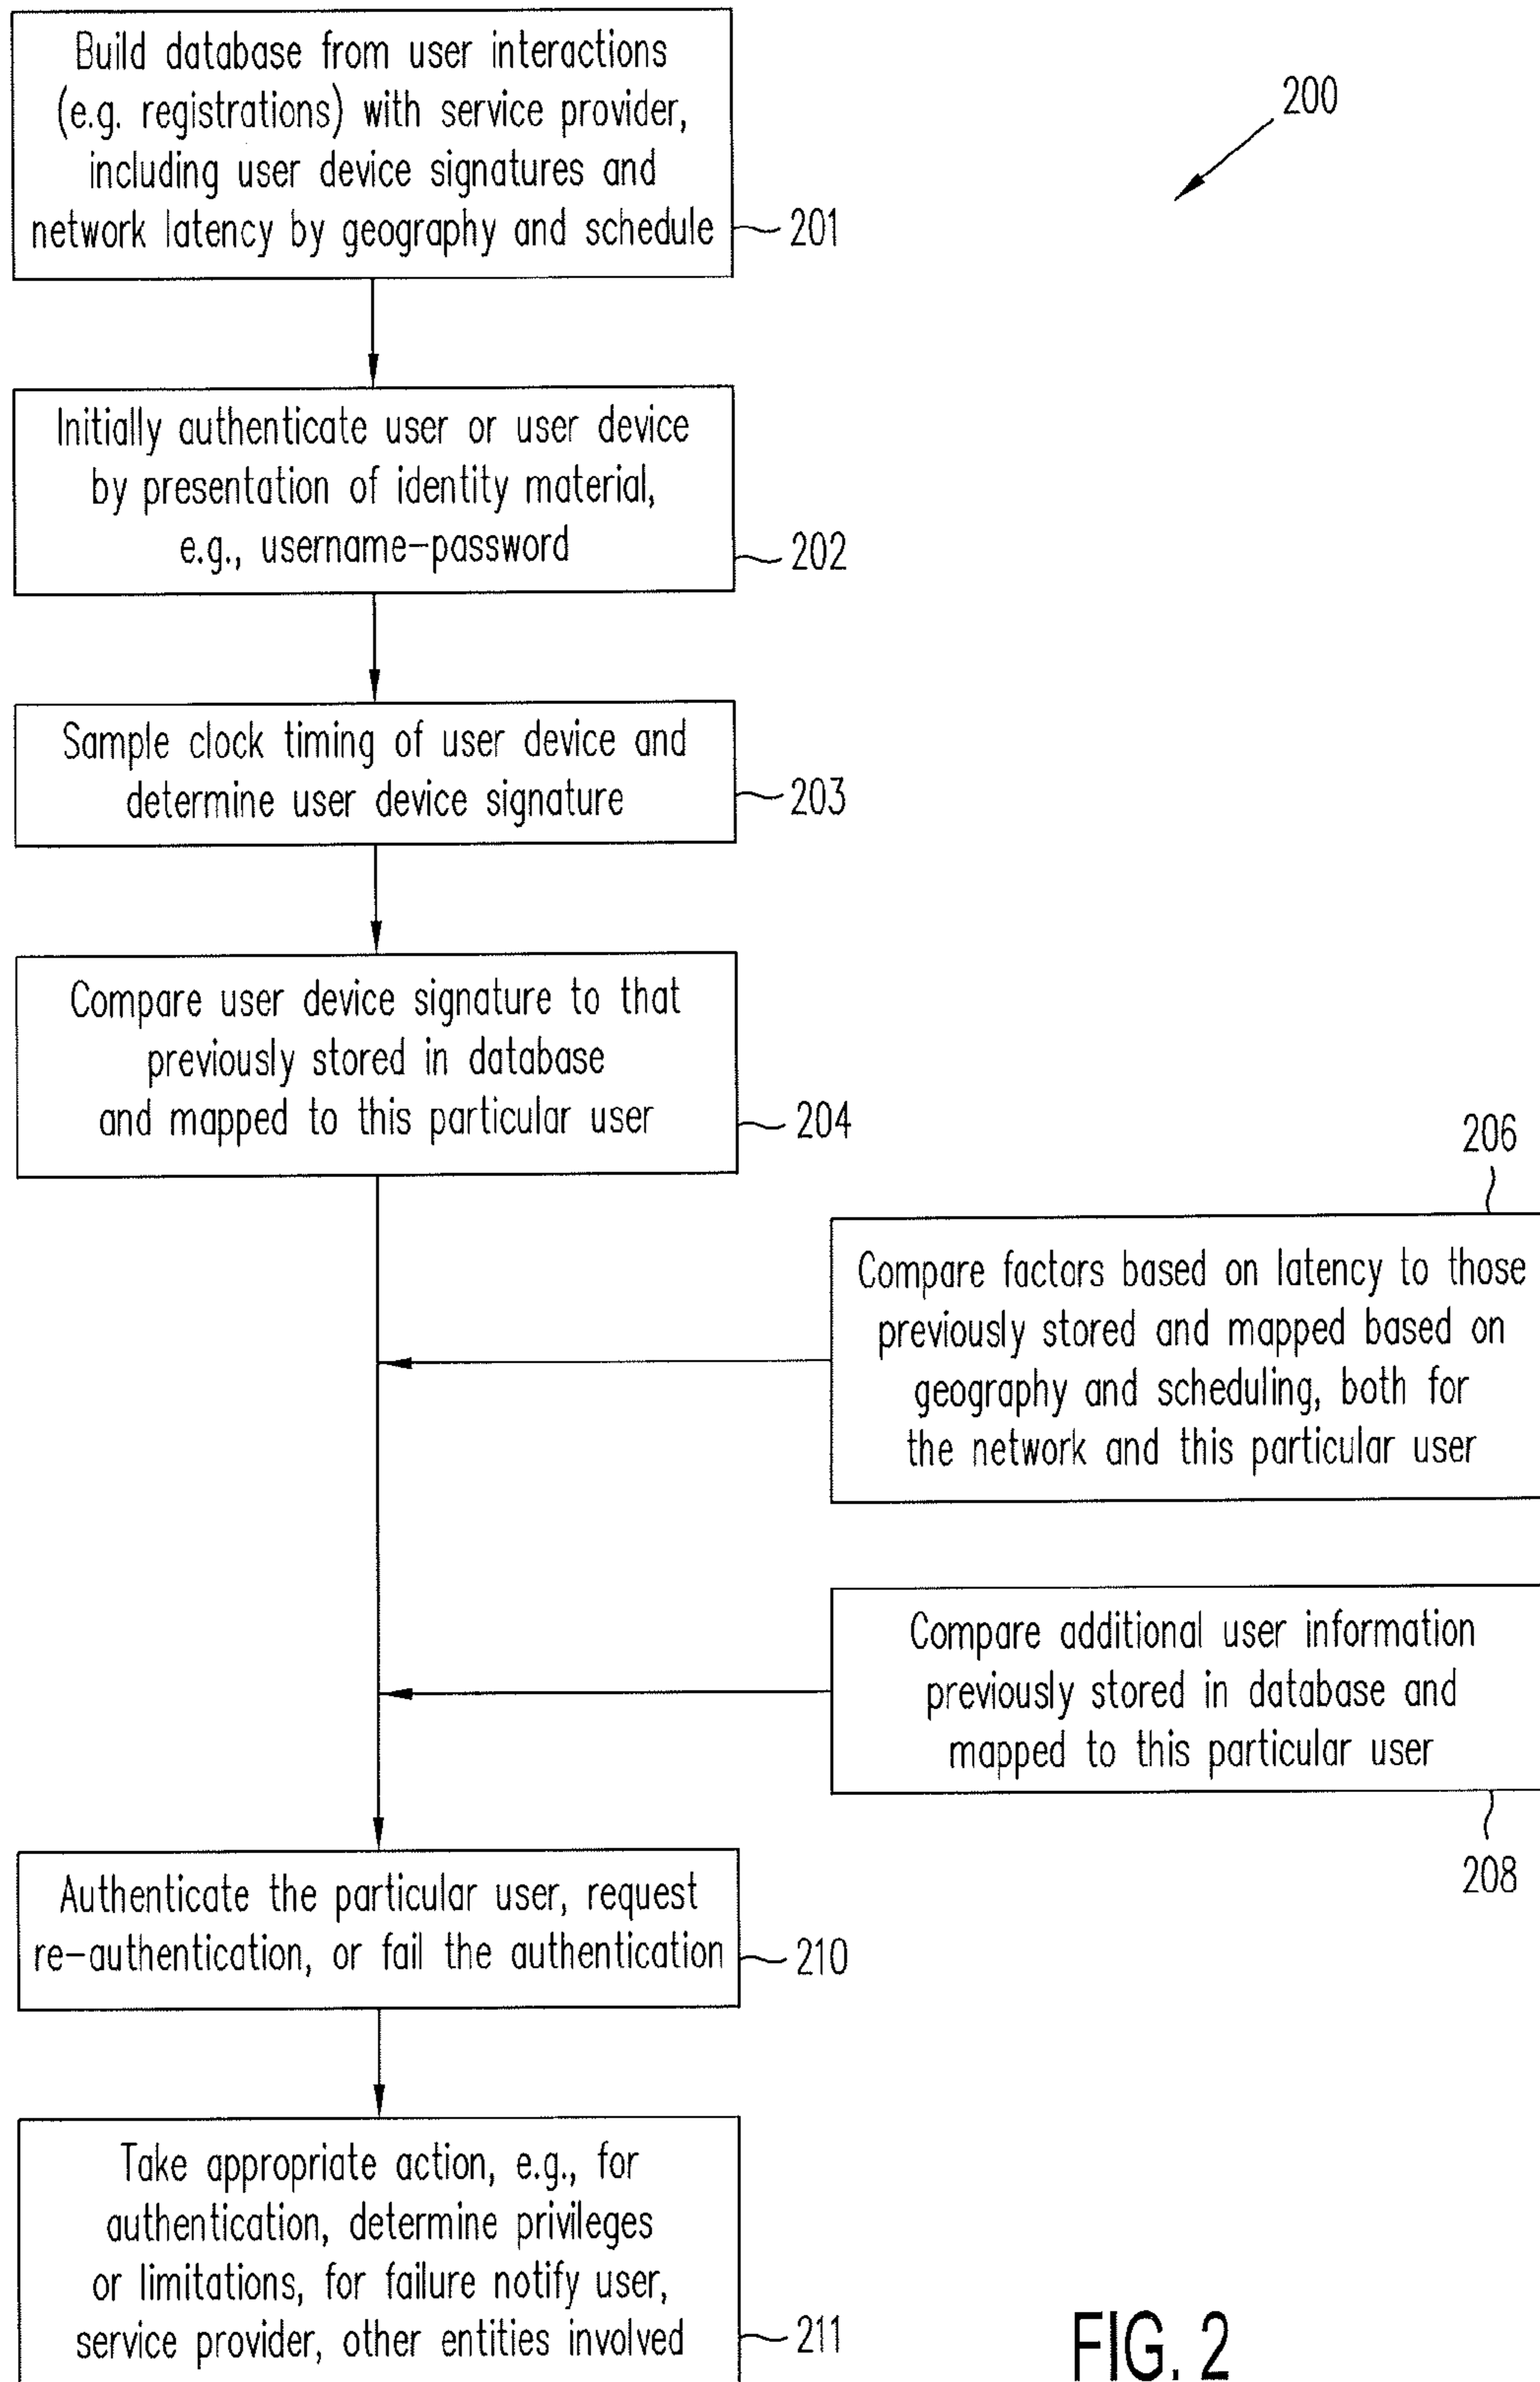 Build database from user interactions
(e.g. registrations) with service provider,
including user device signatures and
network latency by geography and schedule
201
200
Initially authenticate user or user device
by presentation of identity material,
e.g., username-password
202
Sample clock timing of user device and
determine user device signature
203
Compare user device signature to that
previously stored in database
and mapped to this particular user
204
206
Compare factors based on latency to those
previously stored and mapped based on
geography and scheduling, both for
the network and this particular user
Compare additional user information
previously stored in database and
mapped to this particular user
208
Authenticate the particular user, request
re-authentication, or fail the authentication
210
Take appropriate action, e.g., for
authentication, determine privileges
or limitations, for failure notify user,
service provider, other entities involved
211
FIG. 2